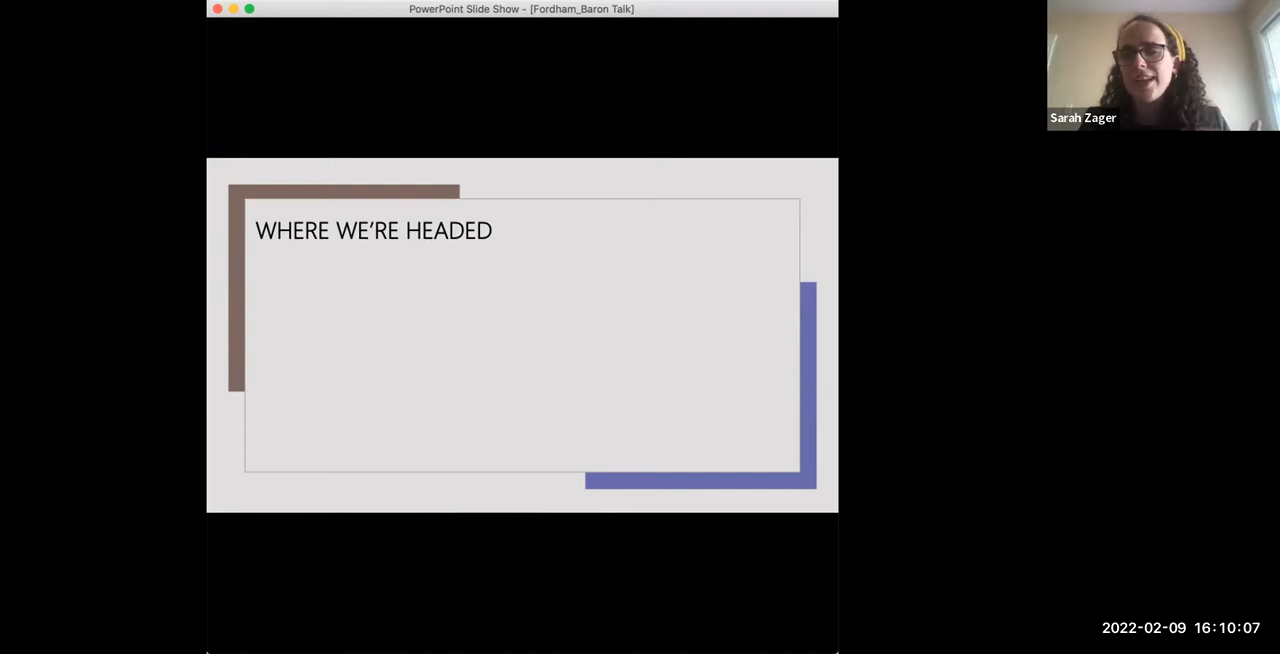 PowerPoint Slide Show - [Fordham_Baron Talk]
Sarah Zager
WHERE WE'RE HEADED
2022-02-09 16:10:07